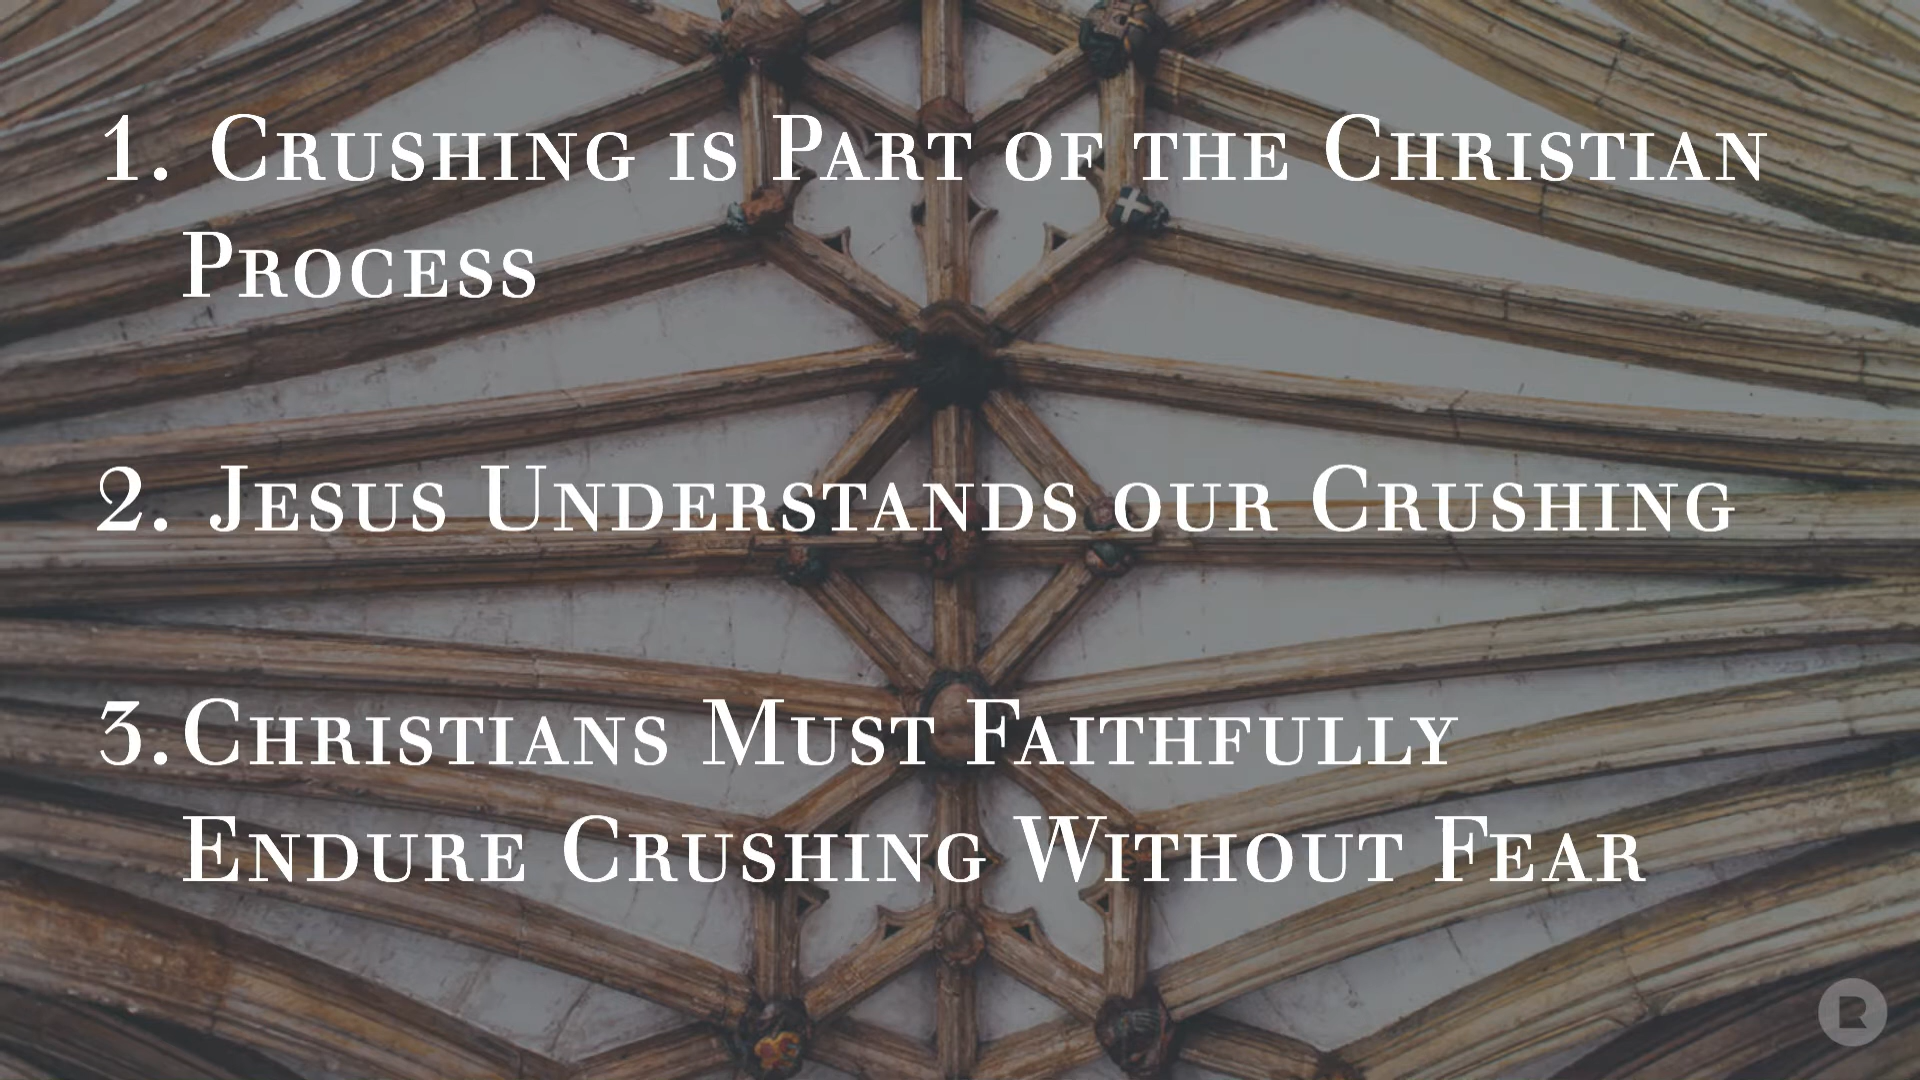 1. Crushing is Part of the Christian
Process
2. Jesus Understands our Crushing
3. Christians Must Faithfully
Endure Crushing Without Fear
R